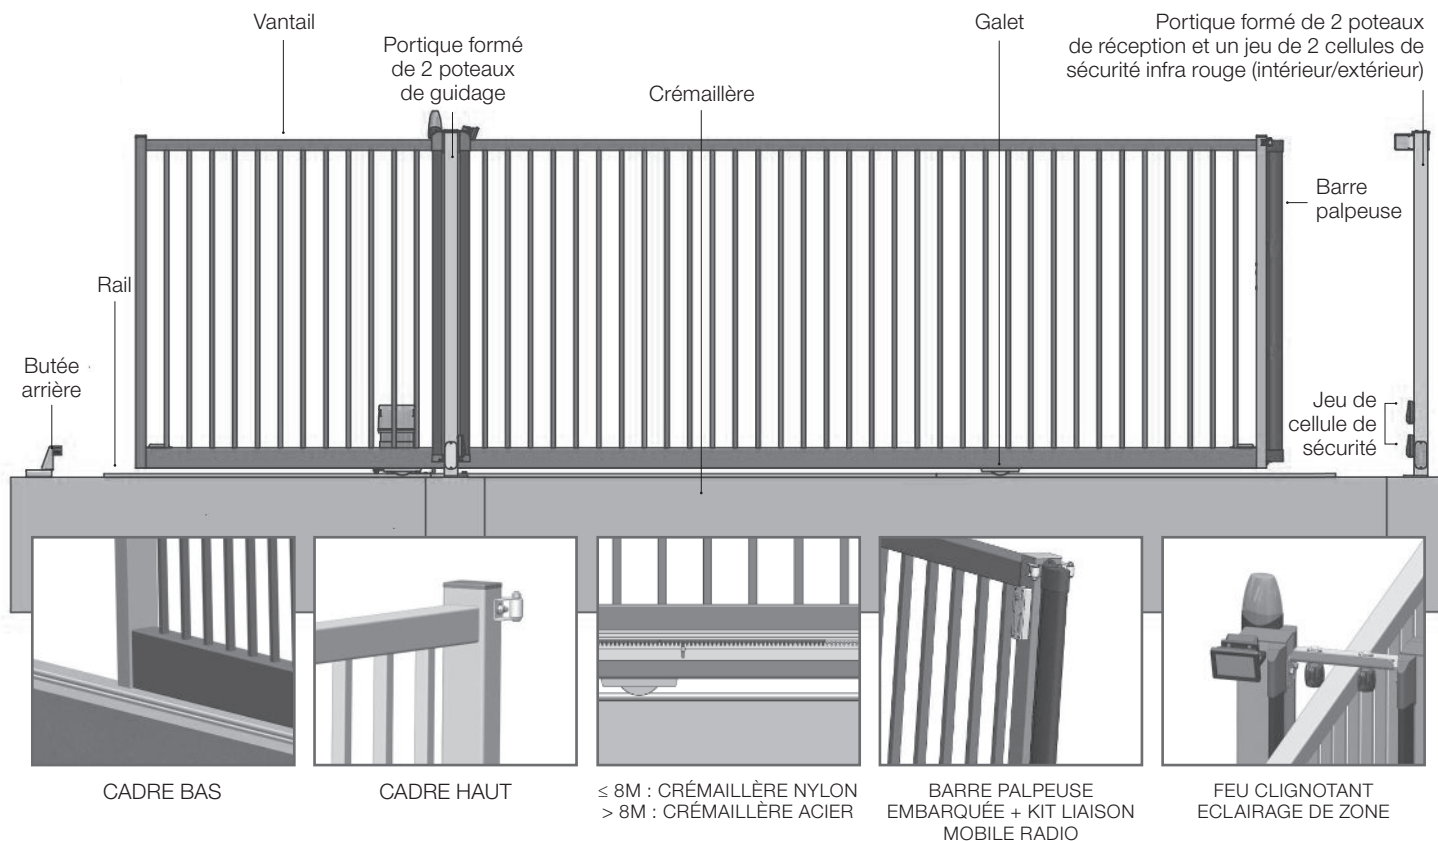 Vantail
Portique formé
de 2 poteaux
de guidage
Crémaillère
Galet
Portique formé de 2 poteaux
de réception et un jeu de 2 cellules de
sécurité infra rouge (intérieur/extérieur)
Barre
palpeuse
Rail
Butée
arrière
Jeu de
cellule de
sécurité
CADRE BAS
CADRE HAUT
≤ 8M : CRÉMAILLÈRE NYLON
> 8M : CRÉMAILLÈRE ACIER
BARRE PALPEUSE
EMBARQUÉE + KIT LIAISON
MOBILE RADIO
FEU CLIGNOTANT
ECLAIRAGE DE ZONE